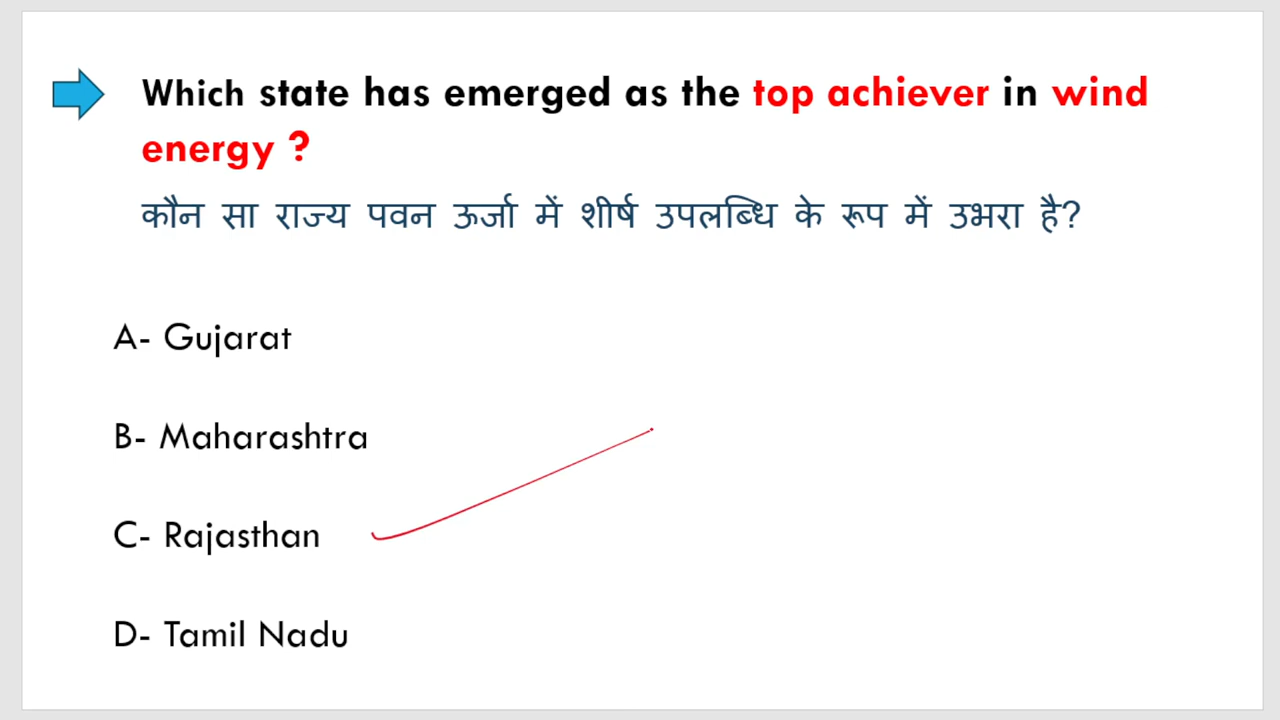 Which state has emerged as the top achiever in wind
energy ?
कौन सा राज्य पवन ऊर्जा में शीर्ष उपलब्धि के रूप में उभरा है?
A- Gujarat
B- Maharashtra
C- Rajasthan
D- Tamil Nadu